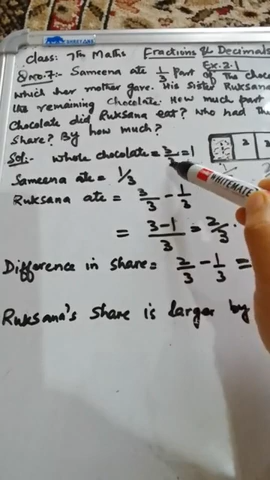 Class: 7th Maths Fractions & Decimals
Ex-2.1
Q No.7:- Sameena ate 1/3 Part of the choco
which her mother gave. His sister Ruksana
the remaining Chocolate. How much part
Chocolate did Ruksana eat? Who had the
Share? By how much?
Sol:- Whole chocolate = 3/3 = 1
Sameena ate = 1/3
Ruksana ate = 3/3 - 1/3
= 3-1/3 = 2/3.
Difference in share = 2/3 - 1/3 =
Ruksana's share is larger by
WHITEMATE